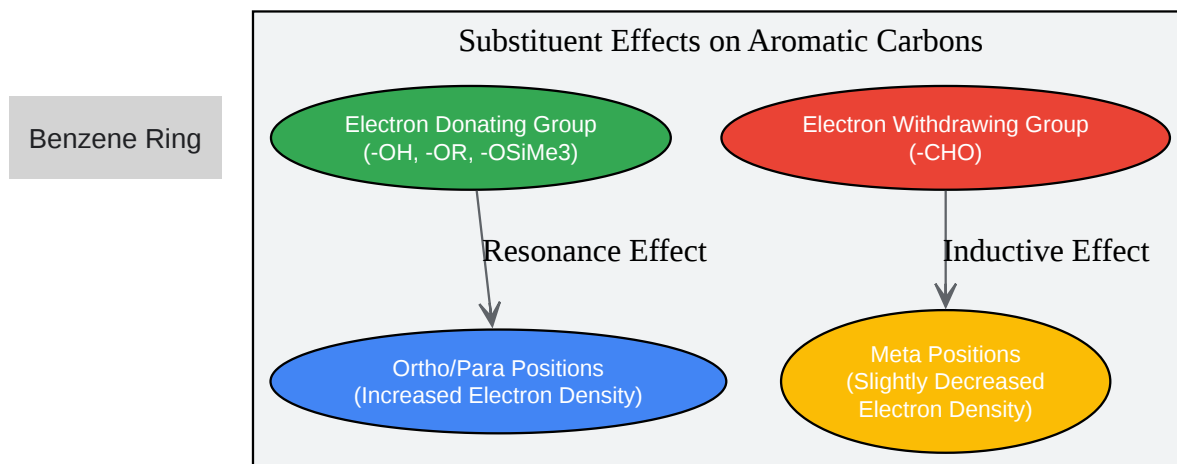 Substituent Effects on Aromatic Carbons
Benzene Ring
Electron Donating Group
(-OH, -OR, -OSiMe3)
Electron Withdrawing Group
(-CHO)
Resonance Effect
Inductive Effect
Ortho/Para Positions
(Increased Electron Density)
Meta Positions
(Slightly Decreased
Electron Density)